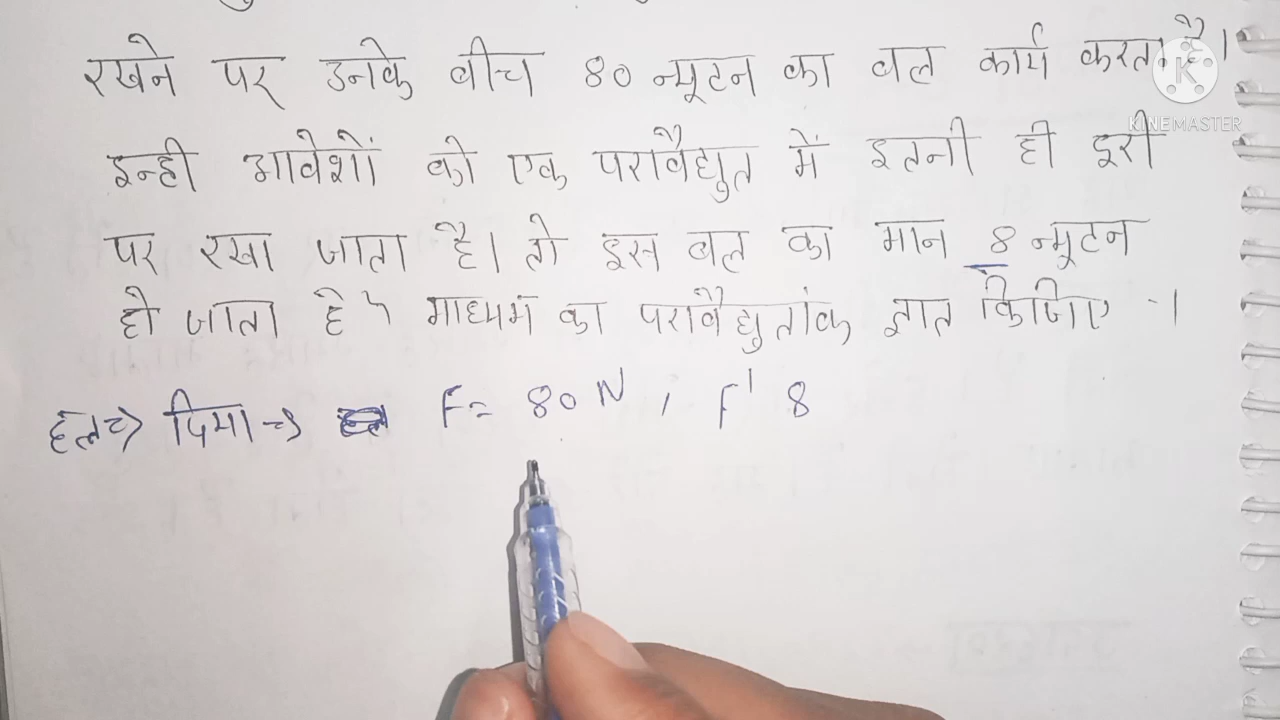 रखने पर उनके बीच 80 न्यूटन का बल कार्य करता है।
KINEMASTER
इन्ही आवेशों को एक परावैद्युत में इतनी ही दूरी
पर रखा जाता है। तो इस बल का मान 8 न्यूटन
हो जाता है माध्यम का परावैद्युतांक ज्ञात किजिए -।
हल⇒ दिया→ F= 80 N , F' 8